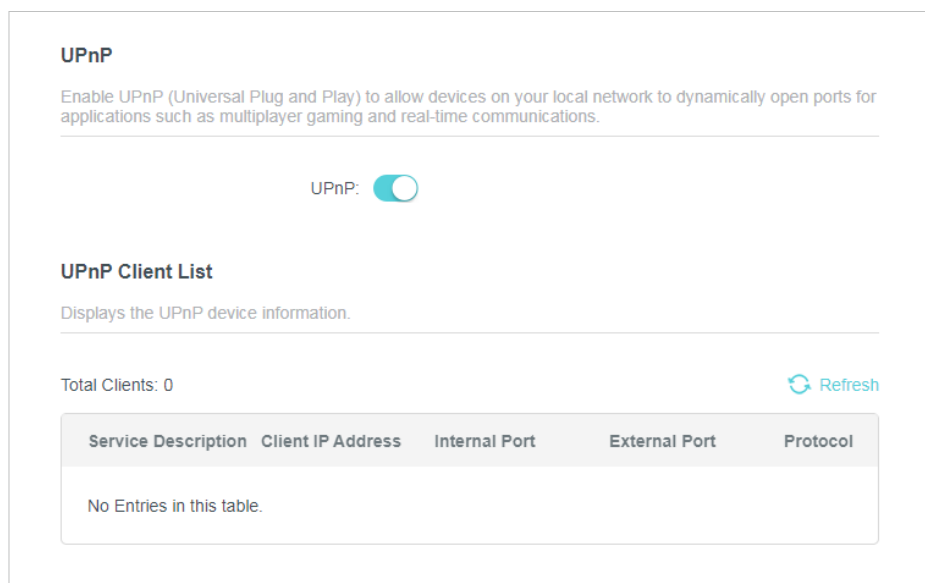 UPnP
Enable UPnP (Universal Plug and Play) to allow devices on your local network to dynamically open ports for
applications such as multiplayer gaming and real-time communications.
UPnP:
UPnP Client List
Displays the UPnP device information.
Total Clients: 0 Refresh
Service Description Client IP Address Internal Port External Port Protocol
No Entries in this table.